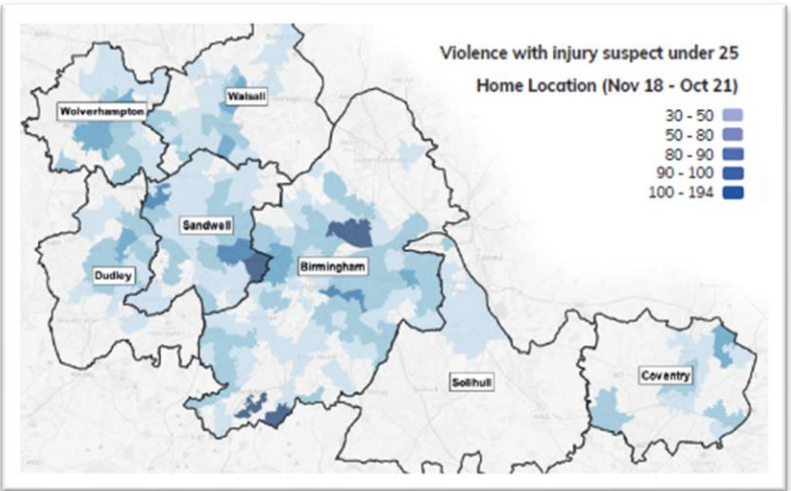 Violence with injury suspect under 25
Home Location (Nov 18 - Oct 21)
30 - 50
50 - 80
80 - 90
90 - 100
100 - 194
Wolverhampton
Walsall
Sandwell
Dudley
Birmingham
Solihull
Coventry